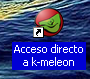 Acceso directo
a k-meleon